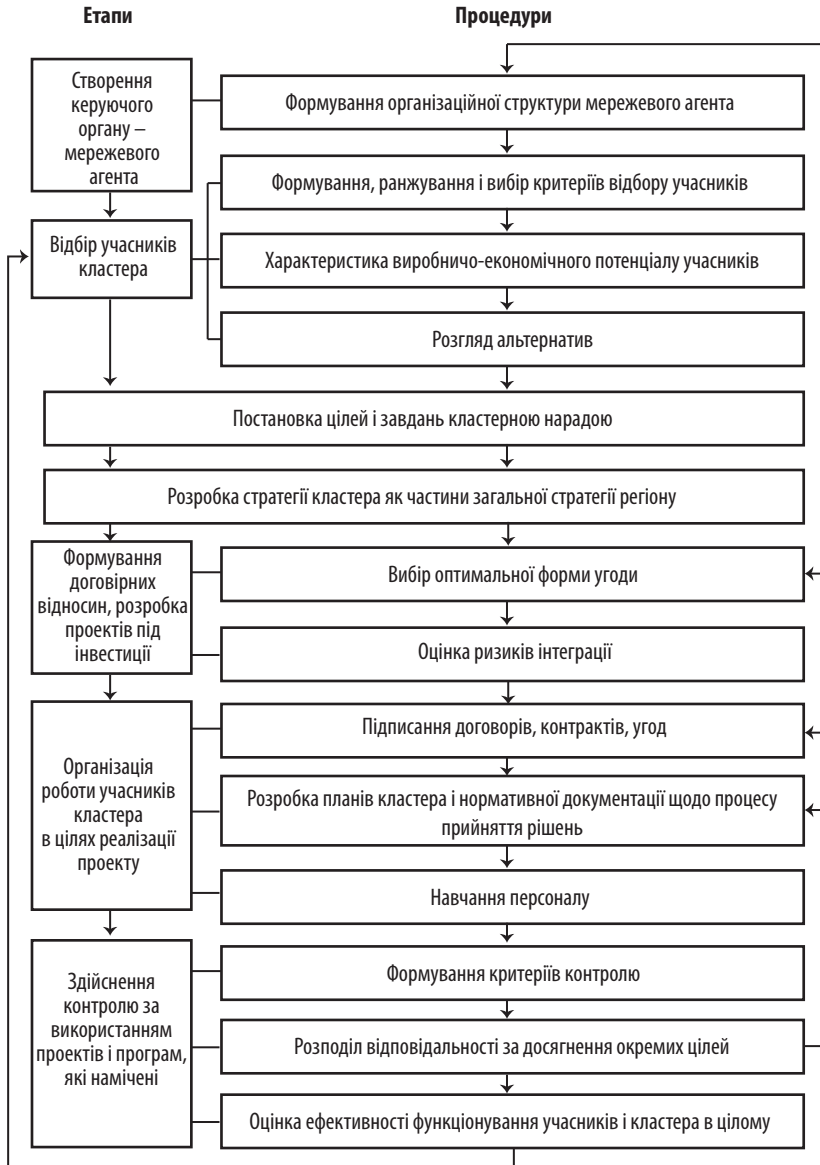 Етапи
Процедури
Створення
керуючого
органу –
мережевого
агента
Формування організаційної структури мережевого агента
Формування, ранжування і вибір критеріїв відбору учасників
Відбір учасників
кластера
Характеристика виробничо-економічного потенціалу учасників
Розгляд альтернатив
Постановка цілей і завдань кластерною нарадою
Розробка стратегії кластера як частини загальної стратегії регіону
Формування
договірних
відносин, розробка
проектів під
інвестиції
Вибір оптимальної форми угоди
Оцінка ризиків інтеграції
Організація
роботи учасників
кластера
в цілях реалізації
проекту
Підписання договорів, контрактів, угод
Розробка планів кластера і нормативної документації щодо процесу
прийняття рішень
Навчання персоналу
Здійснення
контролю за
використанням
проектів і програм,
які намічені
Формування критеріїв контролю
Розподіл відповідальності за досягнення окремих цілей
Оцінка ефективності функціонування учасників і кластера в цілому